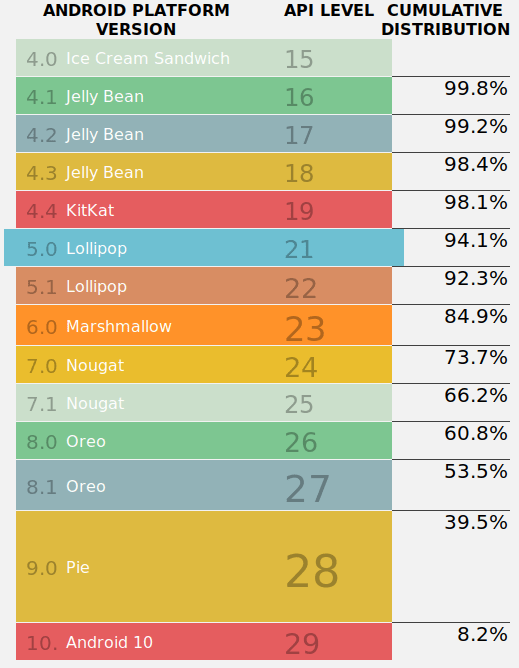 ANDROID PLATFORM VERSION API LEVEL CUMULATIVE DISTRIBUTION
4.0 Ice Cream Sandwich 15
99.8%
4.1 Jelly Bean 16
99.2%
4.2 Jelly Bean 17
98.4%
4.3 Jelly Bean 18
98.1%
4.4 KitKat 19
94.1%
5.0 Lollipop 21
92.3%
5.1 Lollipop 22
84.9%
6.0 Marshmallow 23
73.7%
7.0 Nougat 24
66.2%
7.1 Nougat 25
60.8%
8.0 Oreo 26
53.5%
8.1 Oreo 27
39.5%
9.0 Pie 28
8.2%
10. Android 10 29